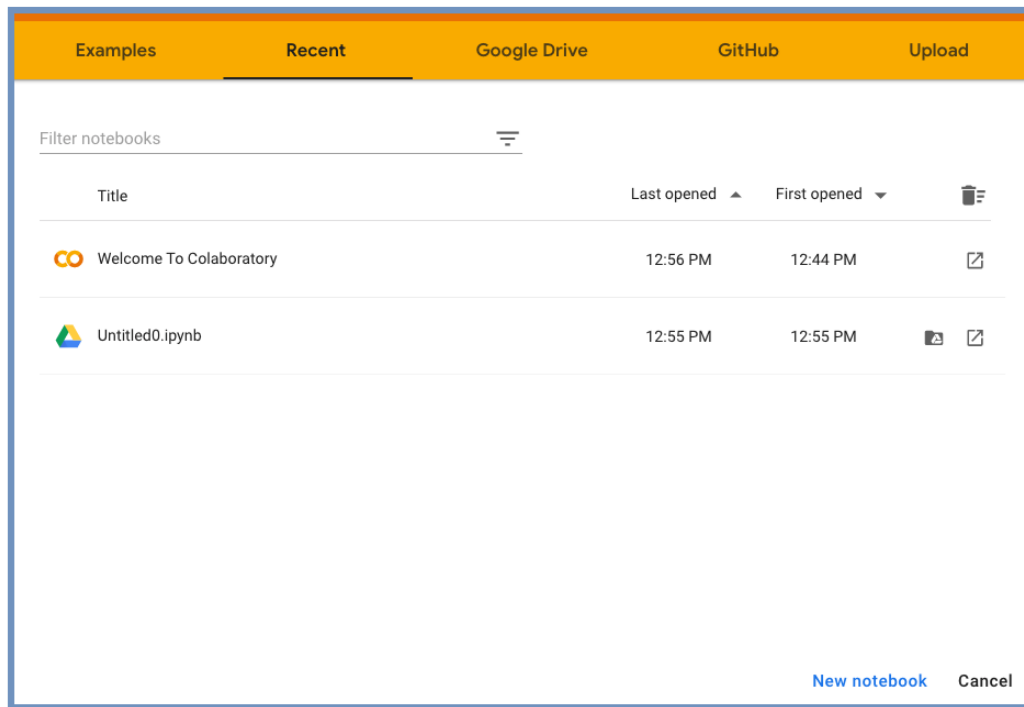 Examples Recent Google Drive GitHub Upload
Filter notebooks
Title Last opened First opened
Welcome To Colaboratory 12:56 PM 12:44 PM
Untitled0.ipynb 12:55 PM 12:55 PM
New notebook Cancel